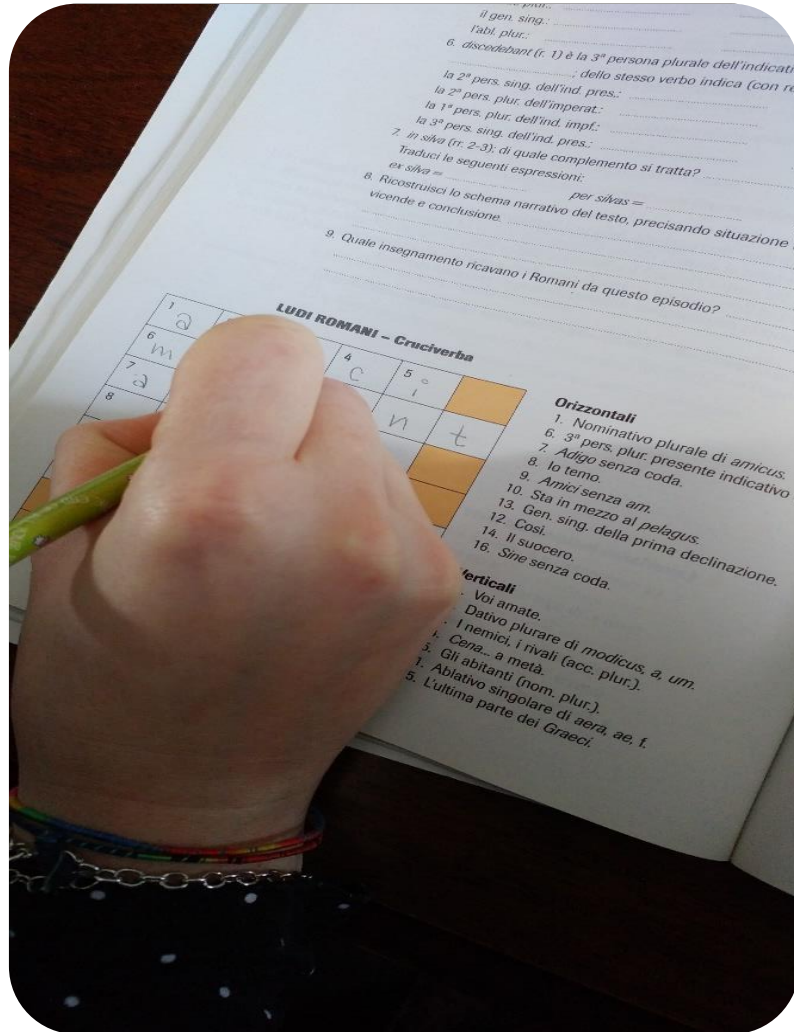 il gen. sing.:
l'abl. plur.:
6. discedebant (r. 1) è la 3ª persona plurale dell'indicati
; dello stesso verbo indica (con re
la 2ª pers. sing. dell'ind. pres.:
la 2ª pers. plur. dell'imperat.:
la 1ª pers. plur. dell'ind. impf.:
la 3ª pers. sing. dell'ind. pres.:
7. in silva (rr. 2-3): di quale complemento si tratta?
Traduci le seguenti espressioni:
ex silva = per silvas =
8. Ricostruisci lo schema narrativo del testo, precisando situazione
vicende e conclusione.
9. Quale insegnamento ricavano i Romani da questo episodio?
LUDI ROMANI – Cruciverba
1 a 4 c 5 i
6 m n t
7 a
8
Orizzontali
1. Nominativo plurale di amicus.
6. 3ª pers. plur. presente indicativo
7. Adigo senza coda.
8. Io temo.
9. Amici senza am.
10. Sta in mezzo al pelagus.
13. Gen. sing. della prima declinazione.
12. Così.
14. Il suocero.
16. Sine senza coda.
Verticali
Voi amate.
Dativo plurare di modicus, a, um.
I nemici, i rivali (acc. plur.).
Cena... a metà.
Gli abitanti (nom. plur.).
1. Ablativo singolare di aera, ae, f.
5. L'ultima parte dei Graeci.